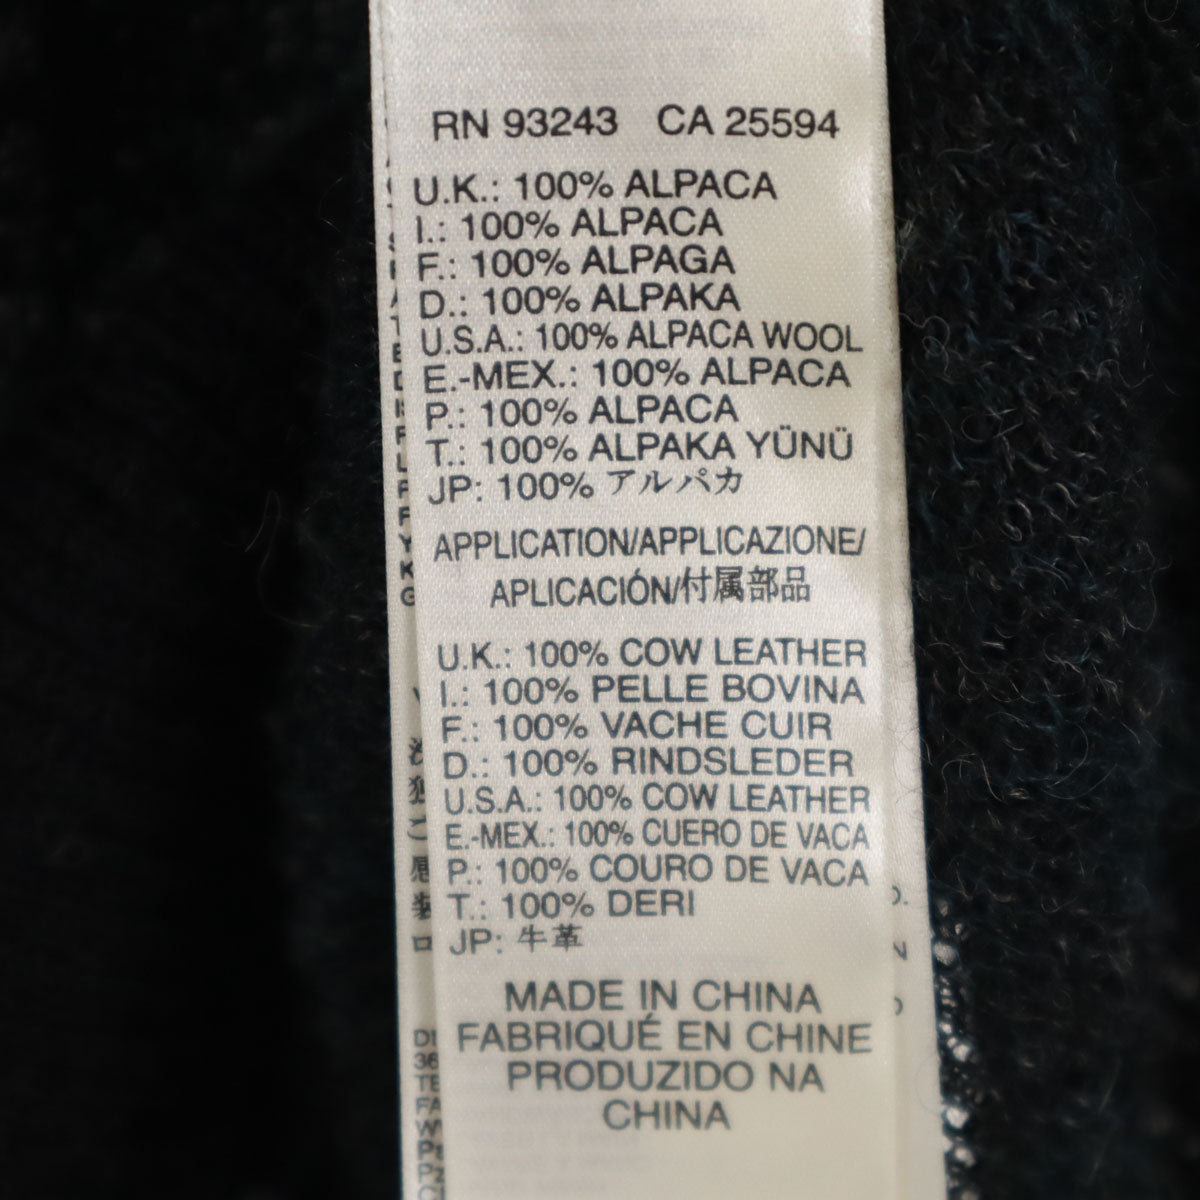 RN 93243 CA 25594
U.K.: 100% ALPACA
I.: 100% ALPACA
F.: 100% ALPAGA
D.: 100% ALPAKA
U.S.A.: 100% ALPACA WOOL
E.-MEX.: 100% ALPACA
P.: 100% ALPACA
T.: 100% ALPAKA YÜNÜ
JP: 100% アルパカ
APPLICATION/APPLICAZIONE/
APLICACIÓN/付属部品
U.K.: 100% COW LEATHER
I.: 100% PELLE BOVINA
F.: 100% VACHE CUIR
D.: 100% RINDSLEDER
U.S.A.: 100% COW LEATHER
E.-MEX.: 100% CUERO DE VACA
P.: 100% COURO DE VACA
T.: 100% DERI
JP: 牛革
MADE IN CHINA
FABRIQUÉ EN CHINE
PRODUZIDO NA
CHINA